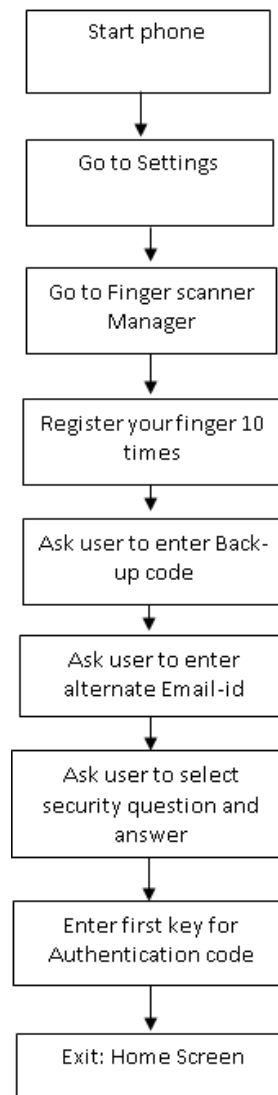 Start phone
Go to Settings
Go to Finger scanner
Manager
Register your finger 10
times
Ask user to enter Back-
up code
Ask user to enter
alternate Email-id
Ask user to select
security question and
answer
Enter first key for
Authentication code
Exit: Home Screen